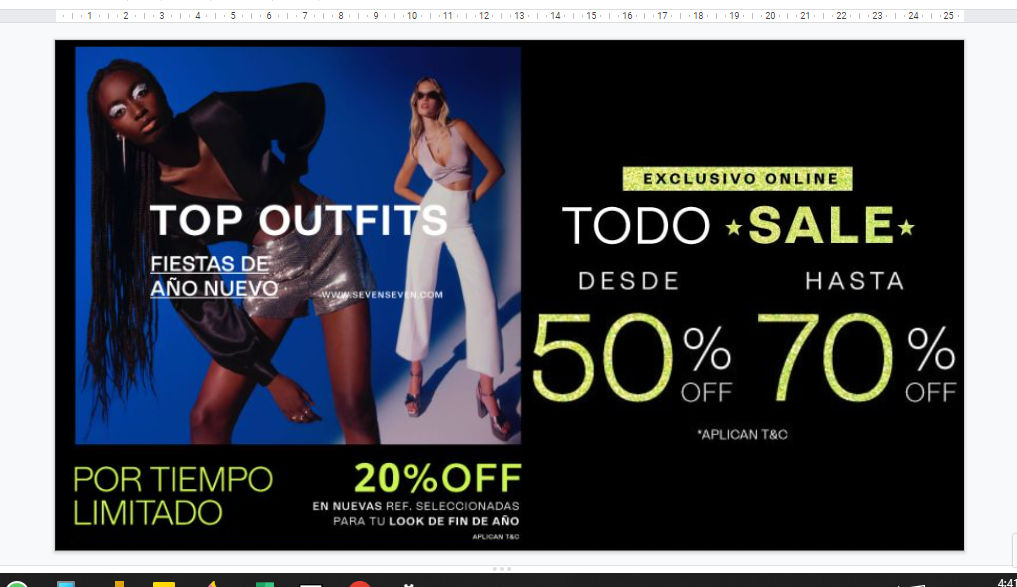 1 2 3 4 5 6 7 8 9 10 11 12 13 14 15 16 17 18 19 20 21 22 23 24 25
TOP OUTFITS
FIESTAS DE
AÑO NUEVO
WWW.SEVENSEVEN.COM
POR TIEMPO
LIMITADO
20%OFF
EN NUEVAS REF. SELECCIONADAS
PARA TU LOOK DE FIN DE AÑO
APLICAN T&C
EXCLUSIVO ONLINE
TODO ★SALE★
DESDE HASTA
50% OFF 70% OFF
*APLICAN T&C